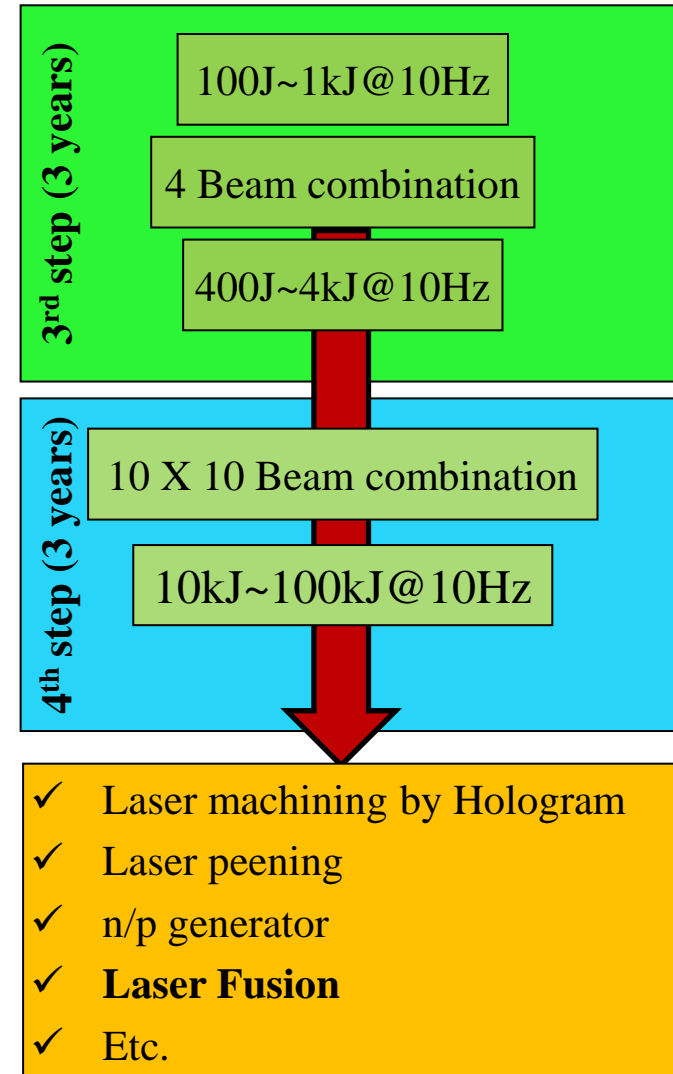 3rd step (3 years)
100J~1kJ@10Hz
4 Beam combination
400J~4kJ@10Hz
4th step (3 years)
10 X 10 Beam combination
10kJ~100kJ@10Hz
✓ Laser machining by Hologram
✓ Laser peening
✓ n/p generator
✓ Laser Fusion
✓ Etc.